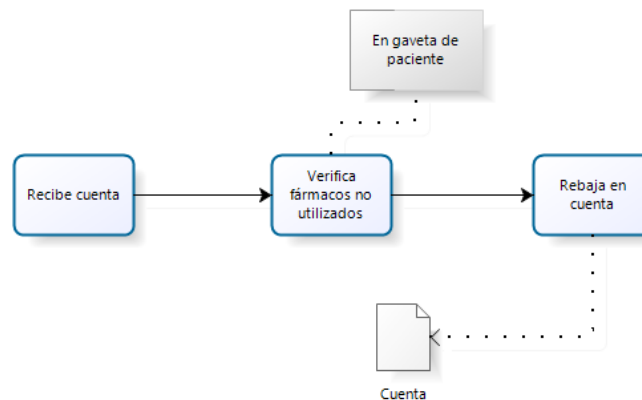 En gaveta de
paciente
Recibe cuenta
Verifica
fármacos no
utilizados
Rebaja en
cuenta
Cuenta